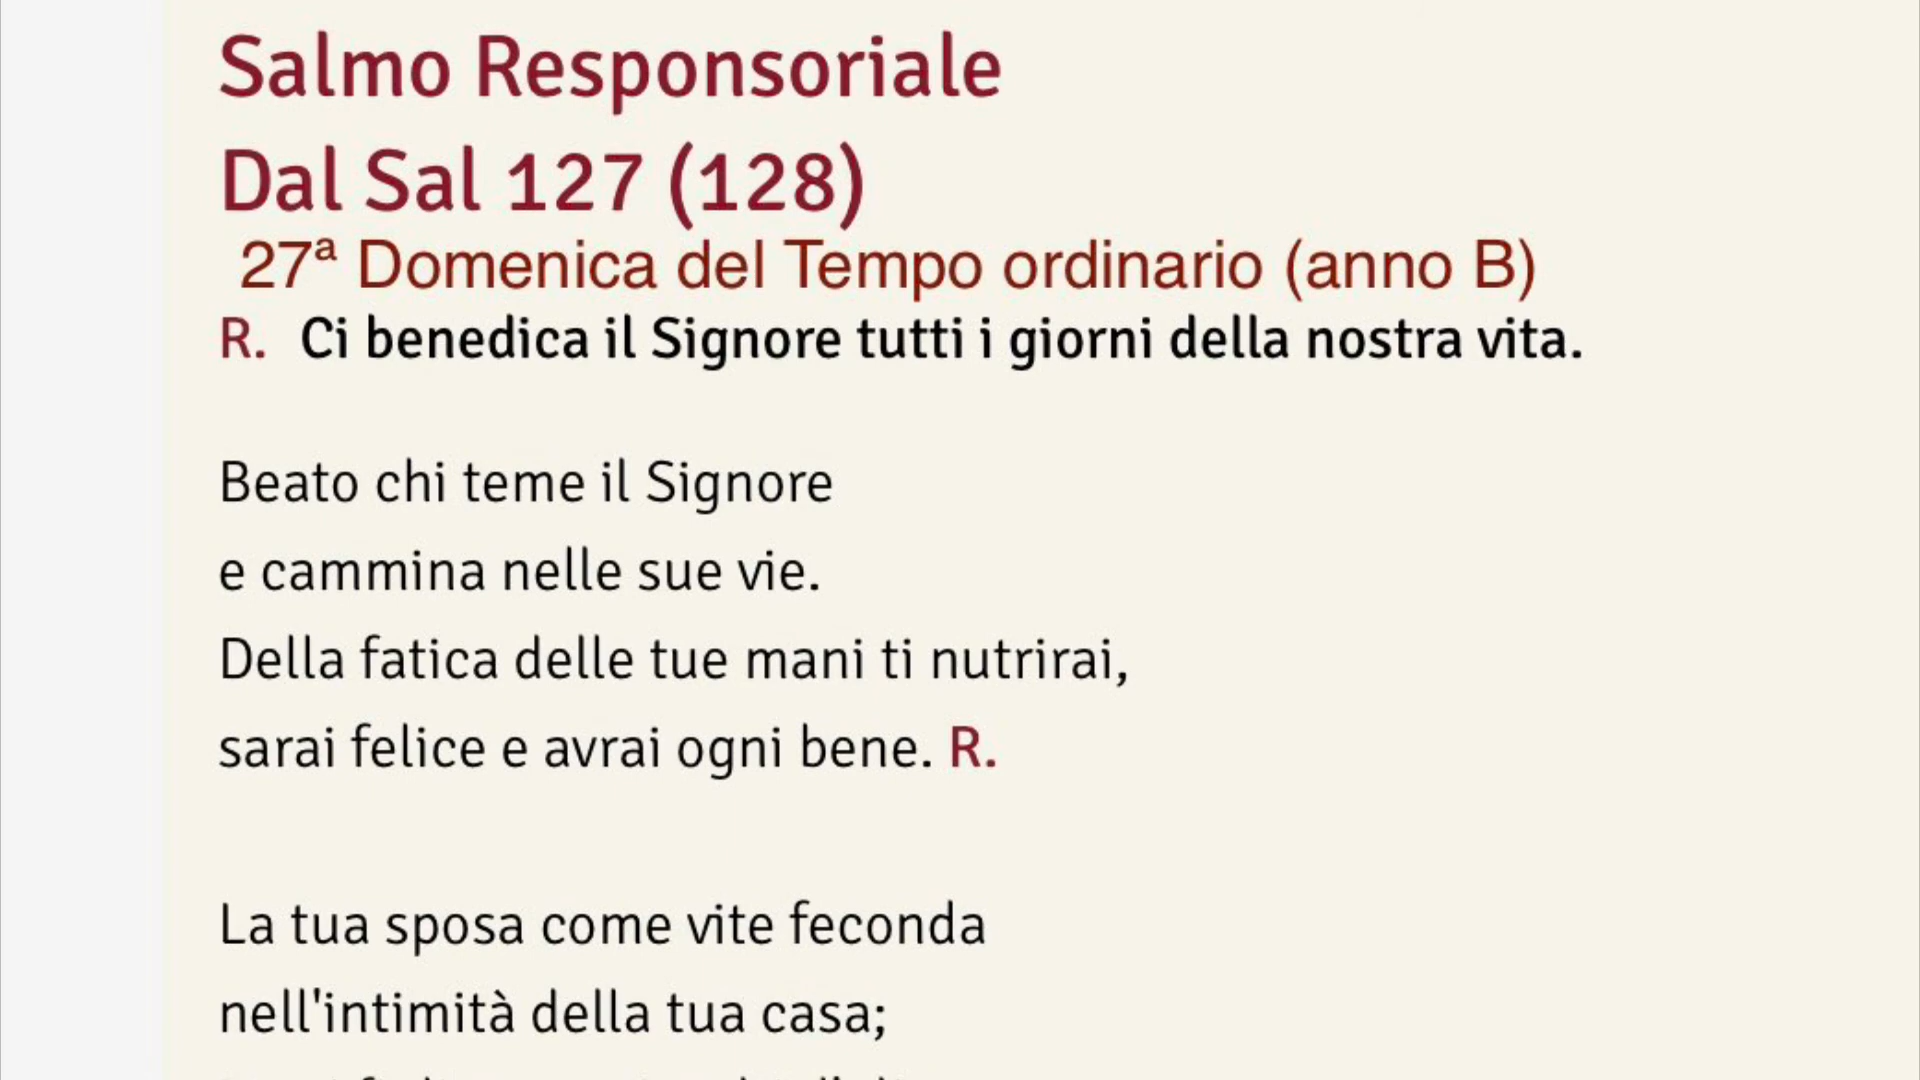 Salmo Responsoriale
Dal Sal 127 (128)
27ª Domenica del Tempo ordinario (anno B)
R. Ci benedica il Signore tutti i giorni della nostra vita.
Beato chi teme il Signore
e cammina nelle sue vie.
Della fatica delle tue mani ti nutrirai,
sarai felice e avrai ogni bene. R.
La tua sposa come vite feconda
nell'intimità della tua casa;